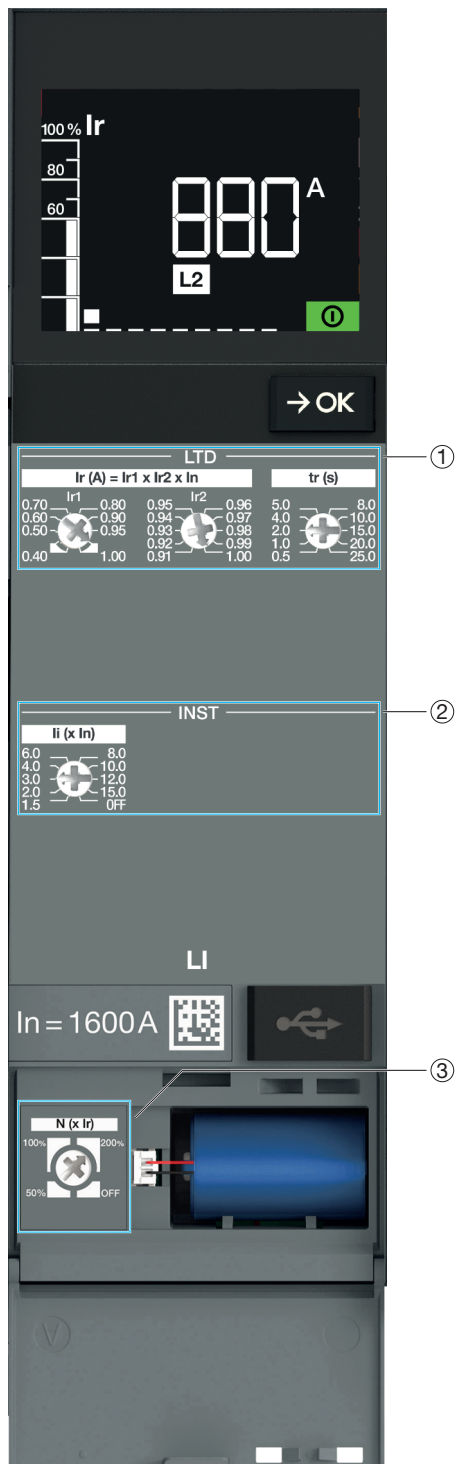 100 % Ir
80
60
880 A
L2
→ OK
LTD
①
Ir (A) = Ir1 x Ir2 x In
tr (s)
Ir1
Ir2
0.70 0.80 0.95 0.96 5.0 8.0
0.60 0.90 0.94 0.97 4.0 10.0
0.50 0.95 0.93 0.98 2.0 15.0
0.92 0.99 1.0 20.0
0.40 1.00 0.91 1.00 0.5 25.0
INST
②
Ii (x In)
6.0 8.0
4.0 10.0
3.0 12.0
2.0 15.0
1.5 0FF
LI
In = 1600 A
③
N (x Ir)
100% 200%
50% OFF
V